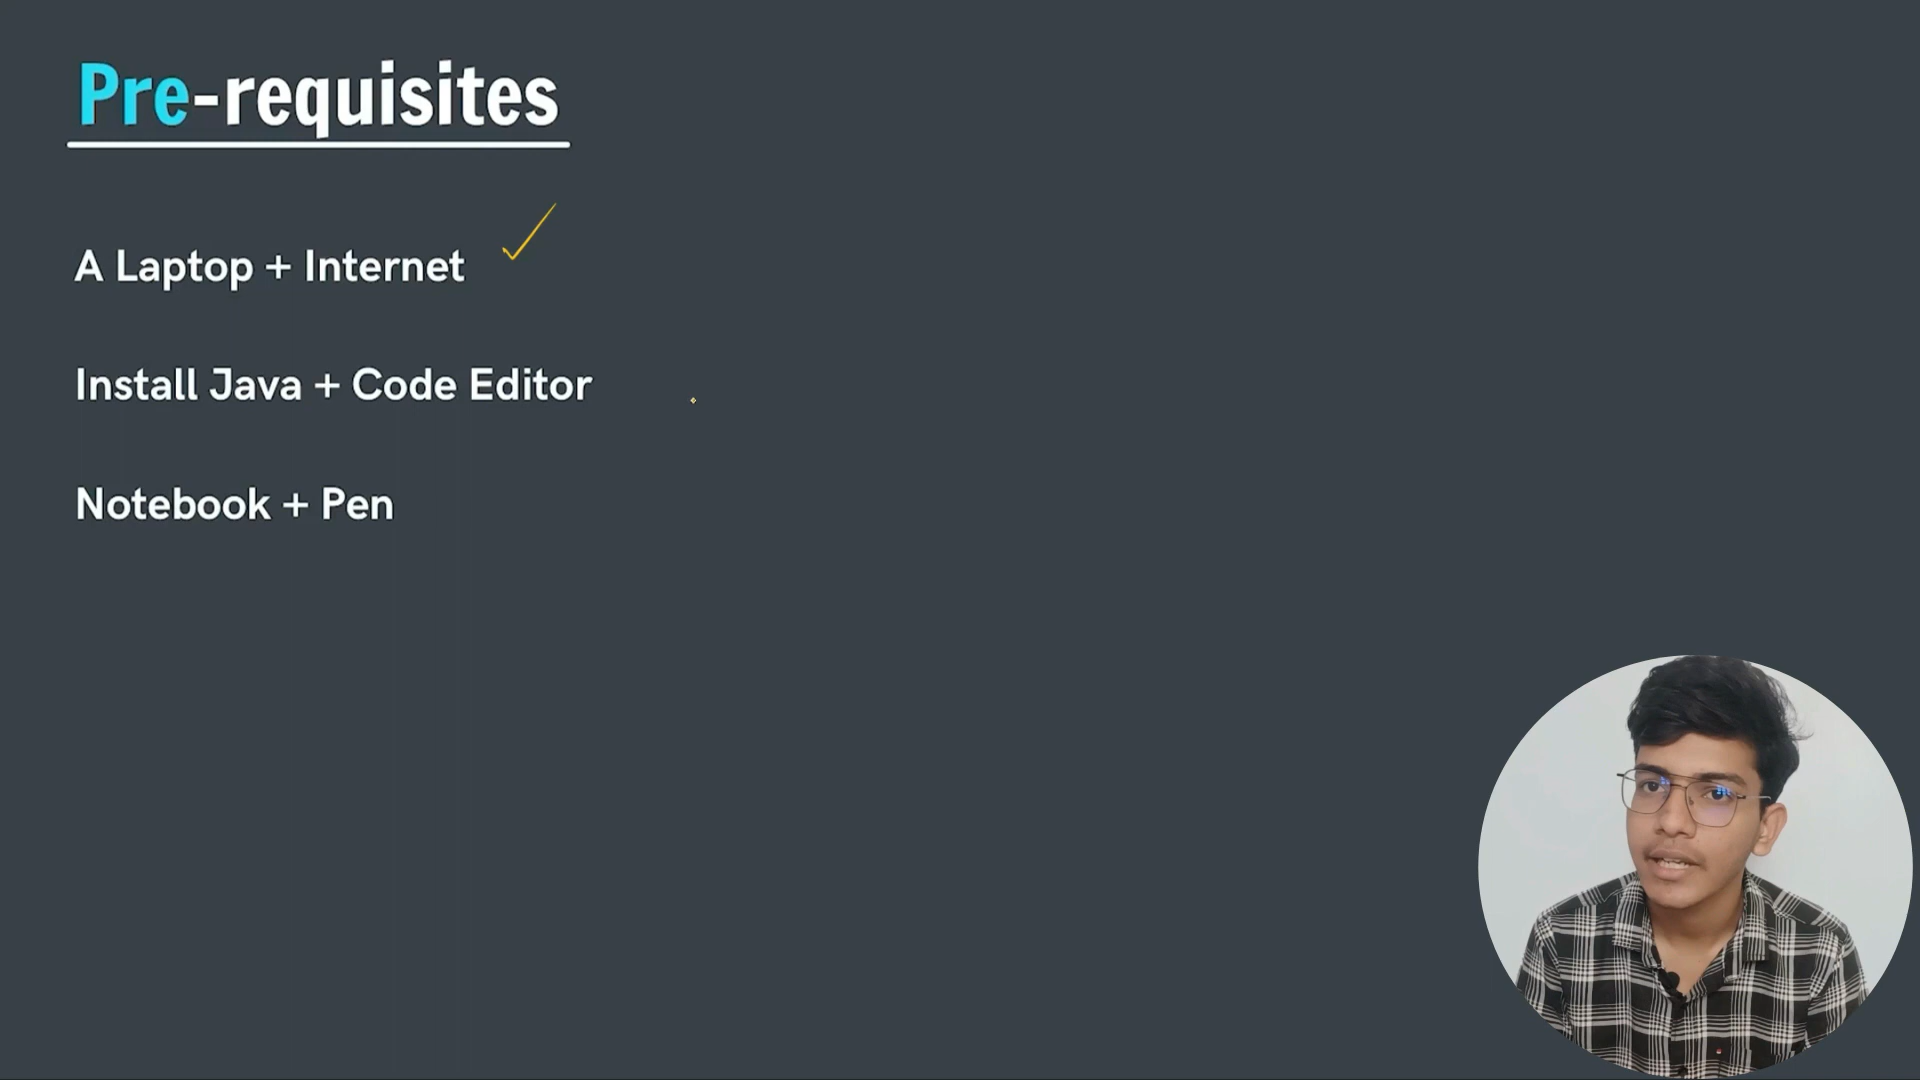 Pre-requisites
A Laptop + Internet
Install Java + Code Editor
Notebook + Pen